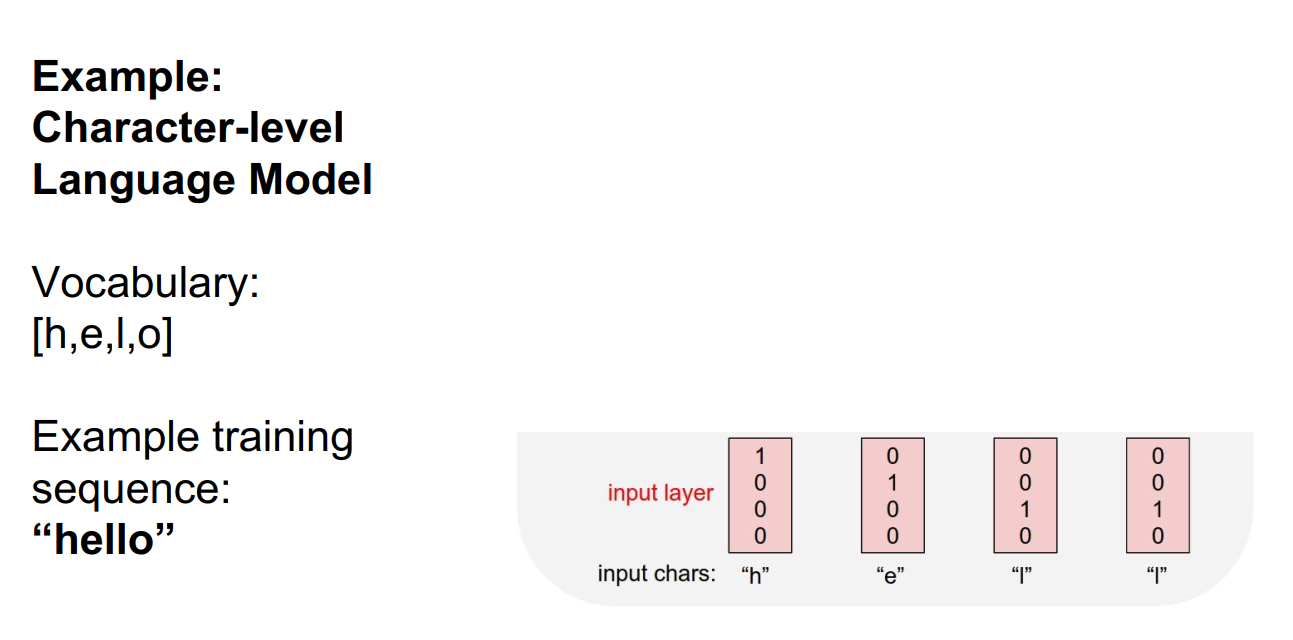 Example:
Character-level
Language Model
Vocabulary:
[h,e,l,o]
Example training
sequence:
“hello”
1 0 0 0
input layer 0 1 0 0
0 0 1 1
0 0 0 0
input chars: “h” “e” “l” “l”